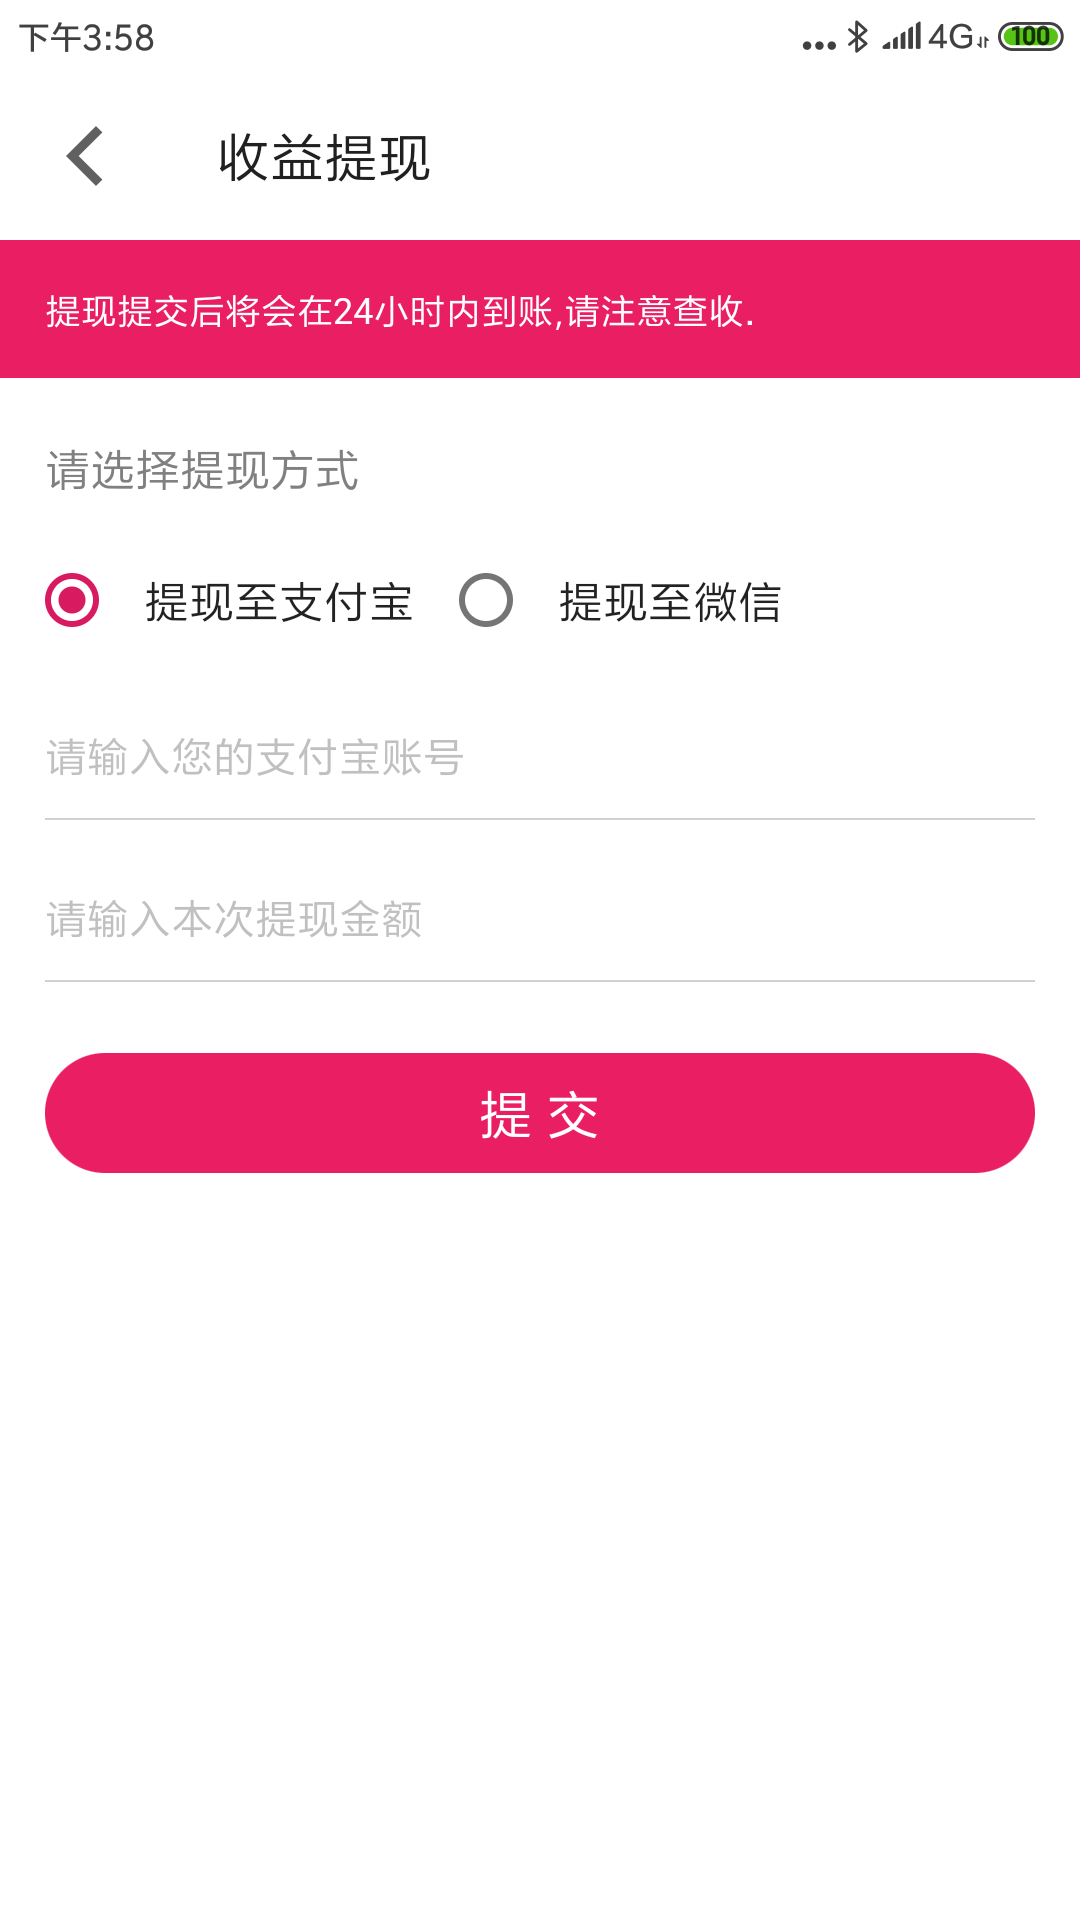 下午3:58
4G
100
收益提现
提现提交后将会在24小时内到账,请注意查收.
请选择提现方式
提现至支付宝
提现至微信
请输入您的支付宝账号
请输入本次提现金额
提 交